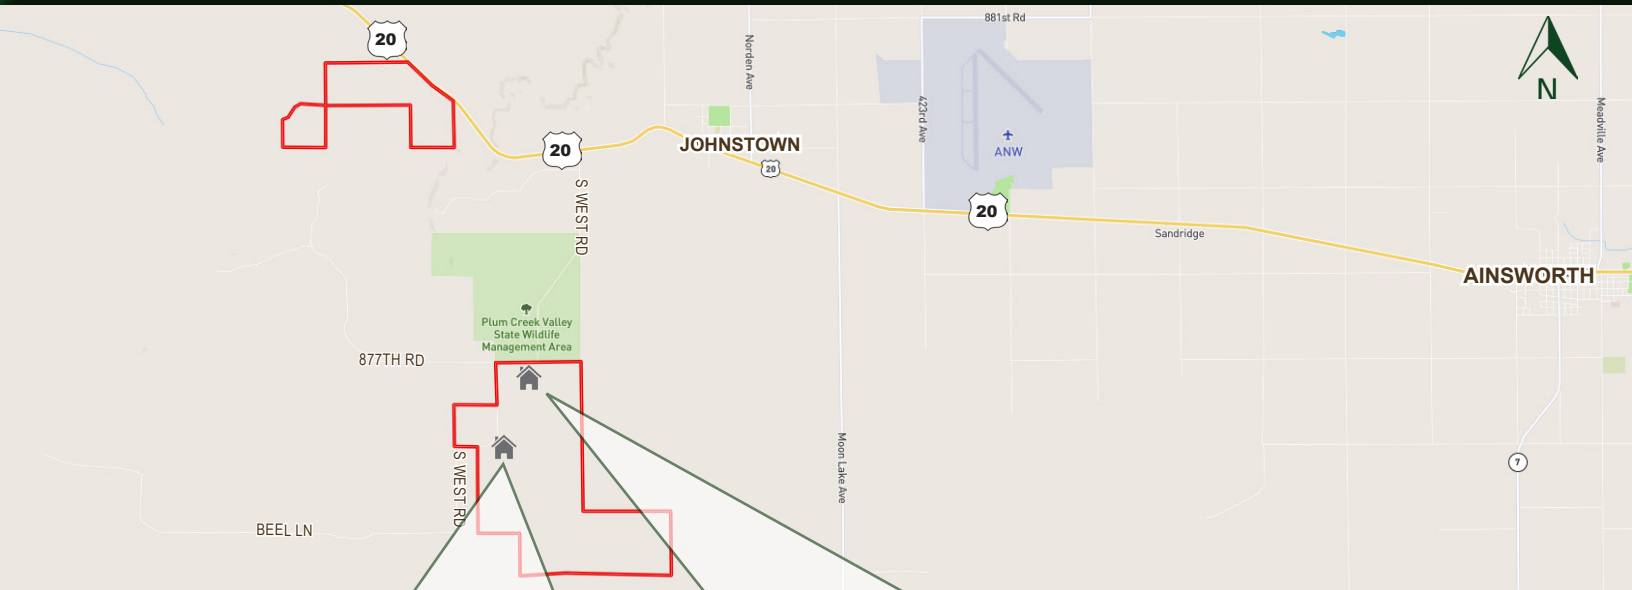 881st Rd
20
Norden Ave
N
423rd Ave
Meadville Ave
JOHNSTOWN
20
ANW
20
S WEST RD
20
Sandridge
AINSWORTH
Plum Creek Valley
State Wildlife
Management Area
877TH RD
S WEST RD
Moon Lake Ave
7
BEEL LN